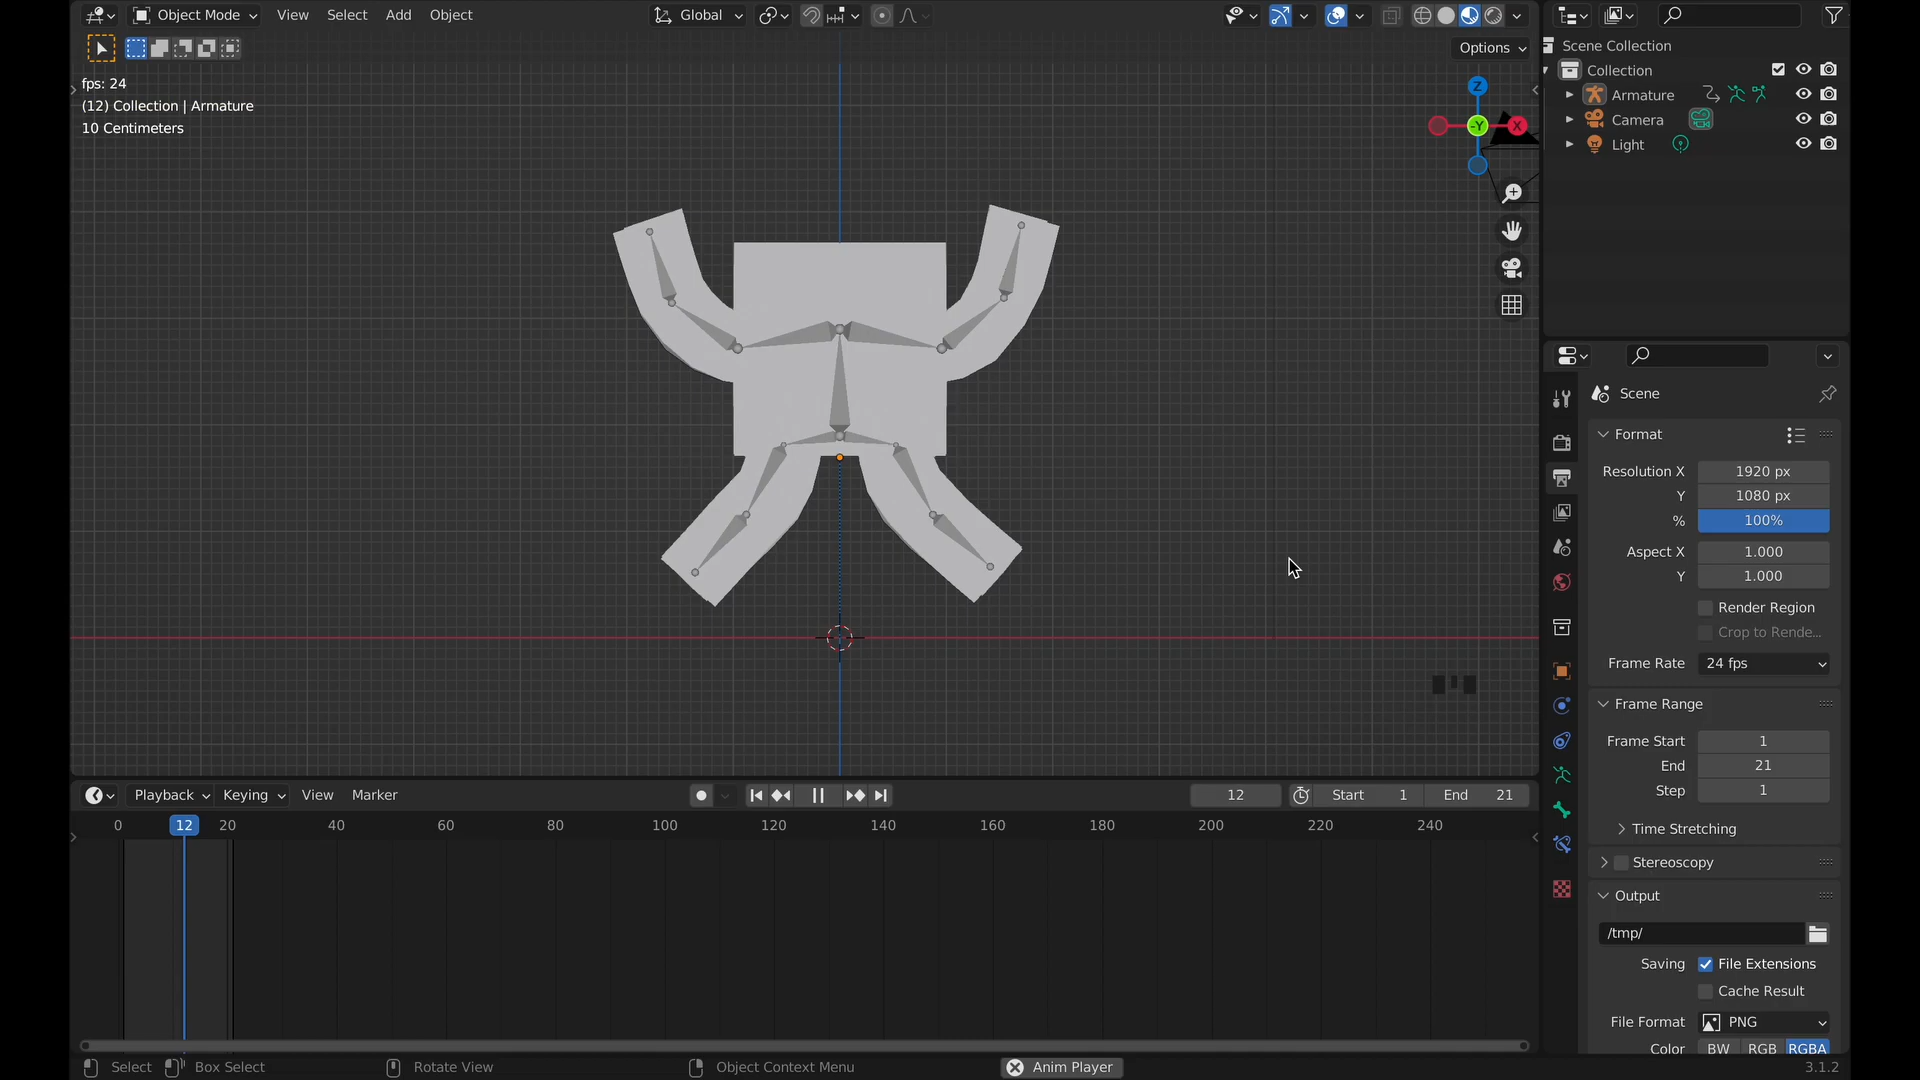 Object Mode View Select Add Object Global
Options
fps: 24
(12) Collection | Armature
10 Centimeters
Z
-Y X
Scene Collection
Collection
Armature
Camera
Light
Scene
Format
Resolution X 1920 px
Y 1080 px
% 100%
Aspect X 1.000
Y 1.000
Render Region
Crop to Rende...
Frame Rate 24 fps
Frame Range
Frame Start 1
End 21
Step 1
Time Stretching
Stereoscopy
Output
/tmp/
Saving File Extensions
Cache Result
File Format PNG
Color BW RGB RGBA
Playback Keying View Marker 12 Start 1 End 21
0 12 20 40 60 80 100 120 140 160 180 200 220 240
Select Box Select Rotate View Object Context Menu Anim Player 3.1.2